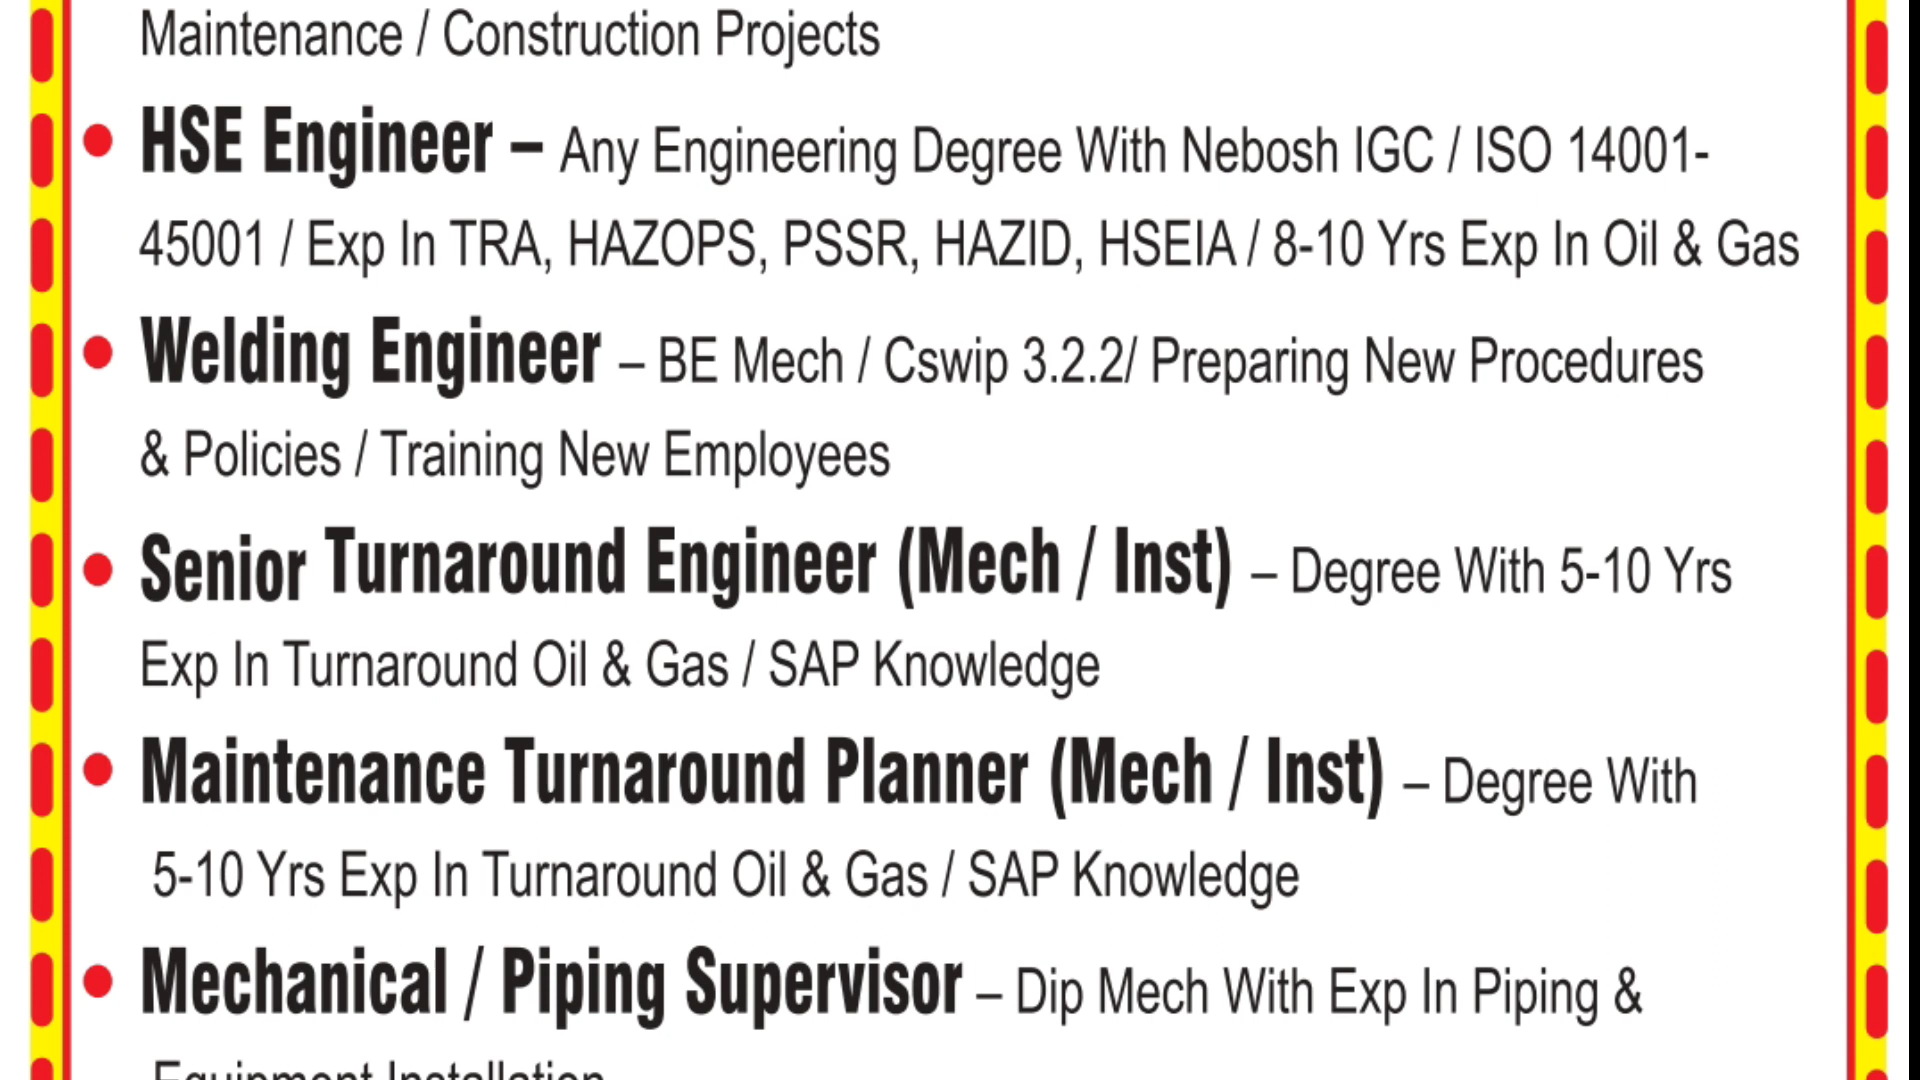 Maintenance / Construction Projects
• HSE Engineer – Any Engineering Degree With Nebosh IGC / ISO 14001-
45001 / Exp In TRA, HAZOPS, PSSR, HAZID, HSEIA / 8-10 Yrs Exp In Oil & Gas
• Welding Engineer – BE Mech / Cswip 3.2.2/ Preparing New Procedures
& Policies / Training New Employees
• Senior Turnaround Engineer (Mech / Inst) – Degree With 5-10 Yrs
Exp In Turnaround Oil & Gas / SAP Knowledge
• Maintenance Turnaround Planner (Mech / Inst) – Degree With
5-10 Yrs Exp In Turnaround Oil & Gas / SAP Knowledge
• Mechanical / Piping Supervisor – Dip Mech With Exp In Piping &
Equipment Installation